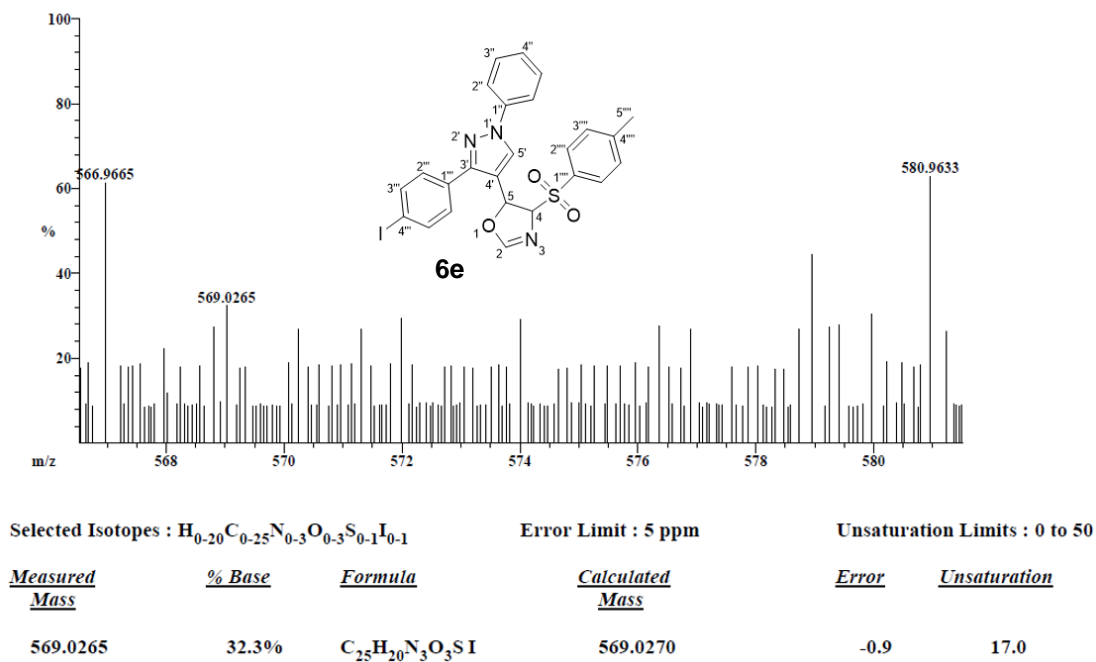 100
80
60
%
40
20
566.9665
569.0265
580.9633
3'' 4''
2''
1''
1'
2' N N
5'
3'
4'
2'''
3'''
1'''
4'''
I
5''''
3''''
4''''
2''''
1''''
O
S
O
5
4
O
1
2
N
3
6e
m/z 568 570 572 574 576 578 580
Selected Isotopes : H0-20C0-25N0-3O0-3S0-1I0-1 Error Limit : 5 ppm Unsaturation Limits : 0 to 50
Measured Mass % Base Formula Calculated Mass Error Unsaturation
569.0265 32.3% C25H20N3O3S I 569.0270 -0.9 17.0